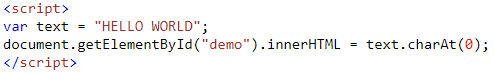 <script>
var text = "HELLO WORLD";
document.getElementById("demo").innerHTML = text.charAt(0);
</script>